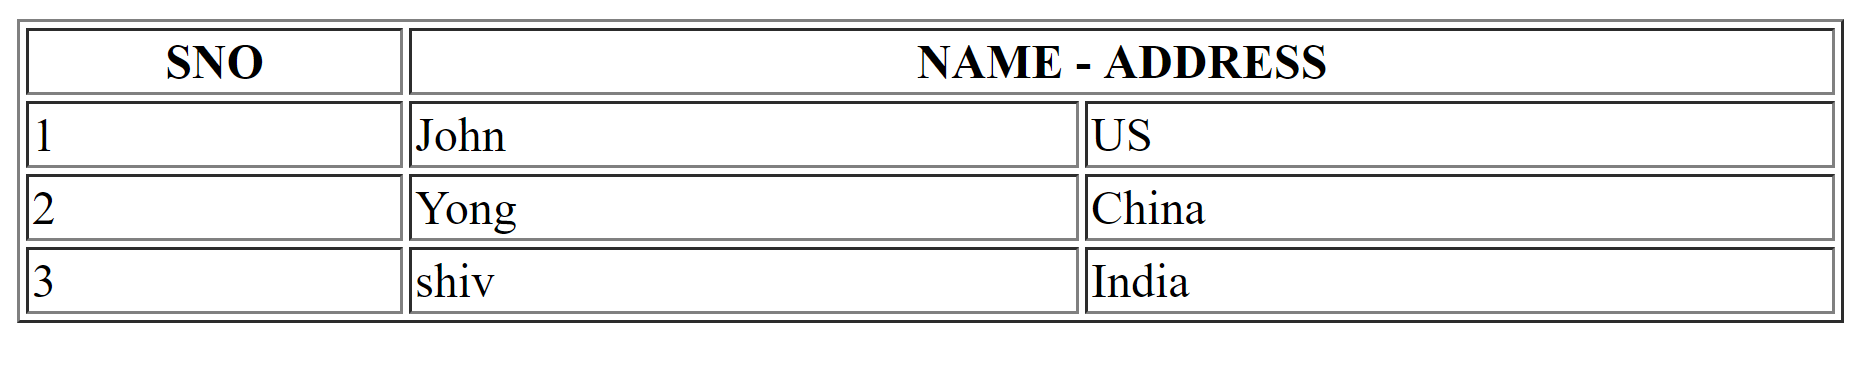 SNO NAME - ADDRESS
1 John US
2 Yong China
3 shiv India